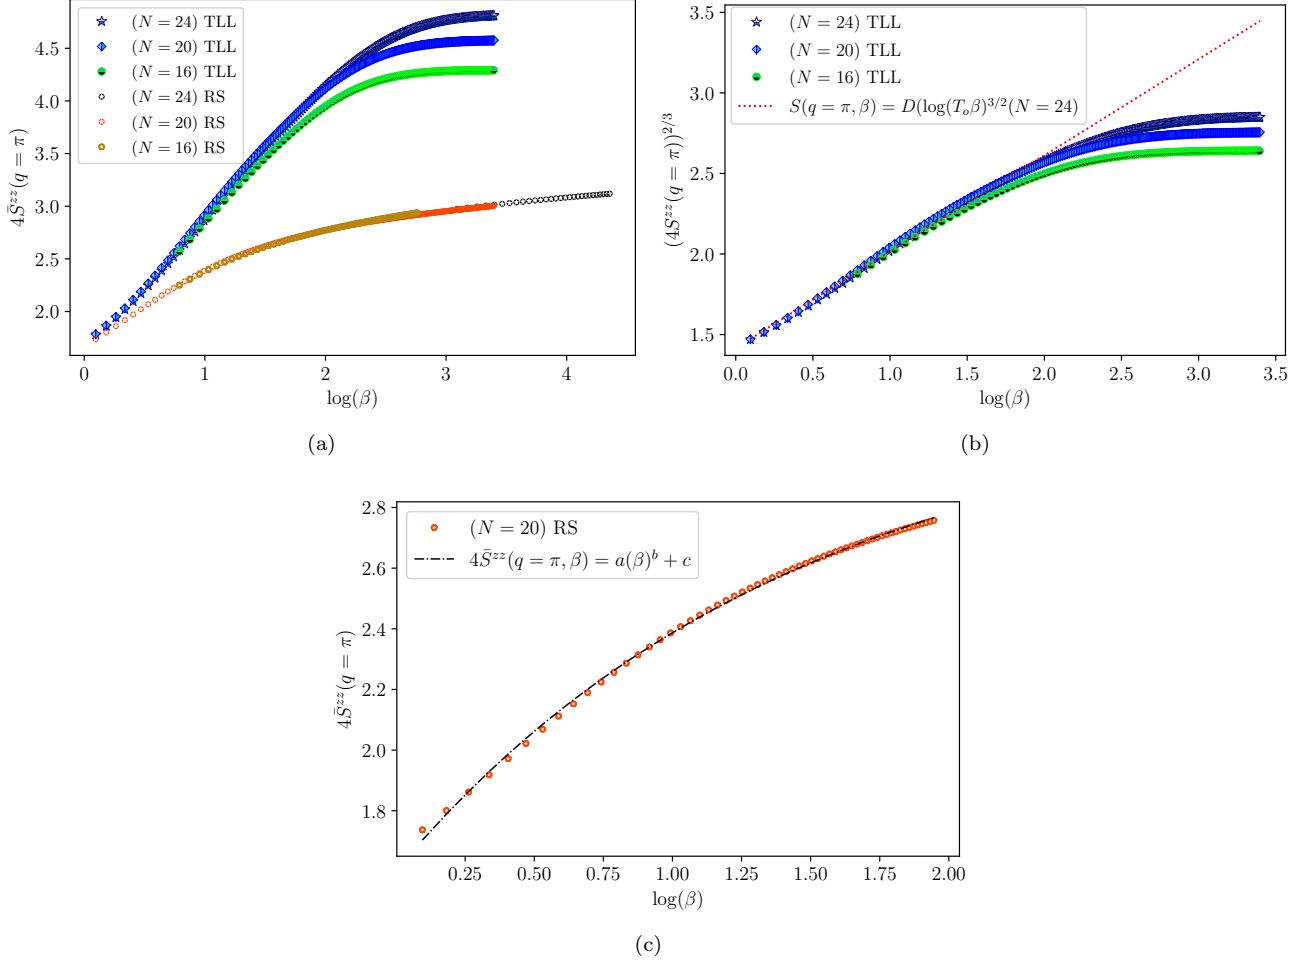 (N = 24) TLL
(N = 20) TLL
(N = 16) TLL
(N = 24) RS
(N = 20) RS
(N = 16) RS
4S̄^{zz}(q = π)
4.5
4.0
3.5
3.0
2.5
2.0
0 1 2 3 4
log(β)
(a)
(N = 24) TLL
(N = 20) TLL
(N = 16) TLL
S(q = π, β) = D(log(T_oβ)^{3/2}(N = 24)
(4S^{zz}(q = π))^{2/3}
3.5
3.0
2.5
2.0
1.5
0.0 0.5 1.0 1.5 2.0 2.5 3.0 3.5
log(β)
(b)
(N = 20) RS
4S̄^{zz}(q = π, β) = a(β)^b + c
4S̄^{zz}(q = π)
2.8
2.6
2.4
2.2
2.0
1.8
0.25 0.50 0.75 1.00 1.25 1.50 1.75 2.00
log(β)
(c)